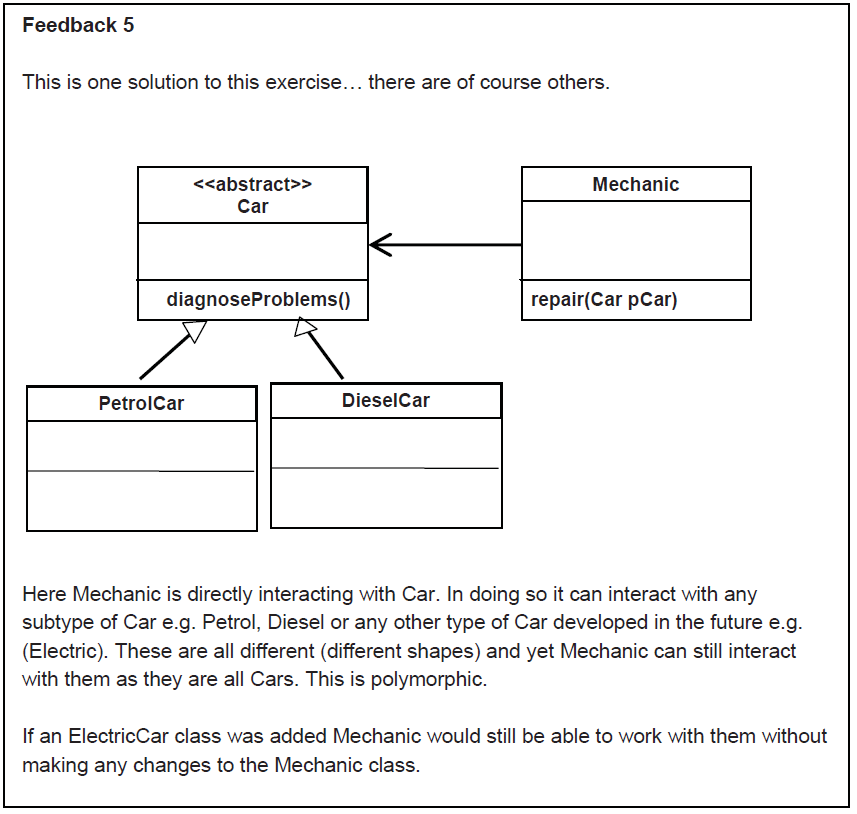 Feedback 5
This is one solution to this exercise… there are of course others.
<<abstract>>
Car
diagnoseProblems()
Mechanic
repair(Car pCar)
PetrolCar
DieselCar
Here Mechanic is directly interacting with Car. In doing so it can interact with any
subtype of Car e.g. Petrol, Diesel or any other type of Car developed in the future e.g.
(Electric). These are all different (different shapes) and yet Mechanic can still interact
with them as they are all Cars. This is polymorphic.
If an ElectricCar class was added Mechanic would still be able to work with them without
making any changes to the Mechanic class.